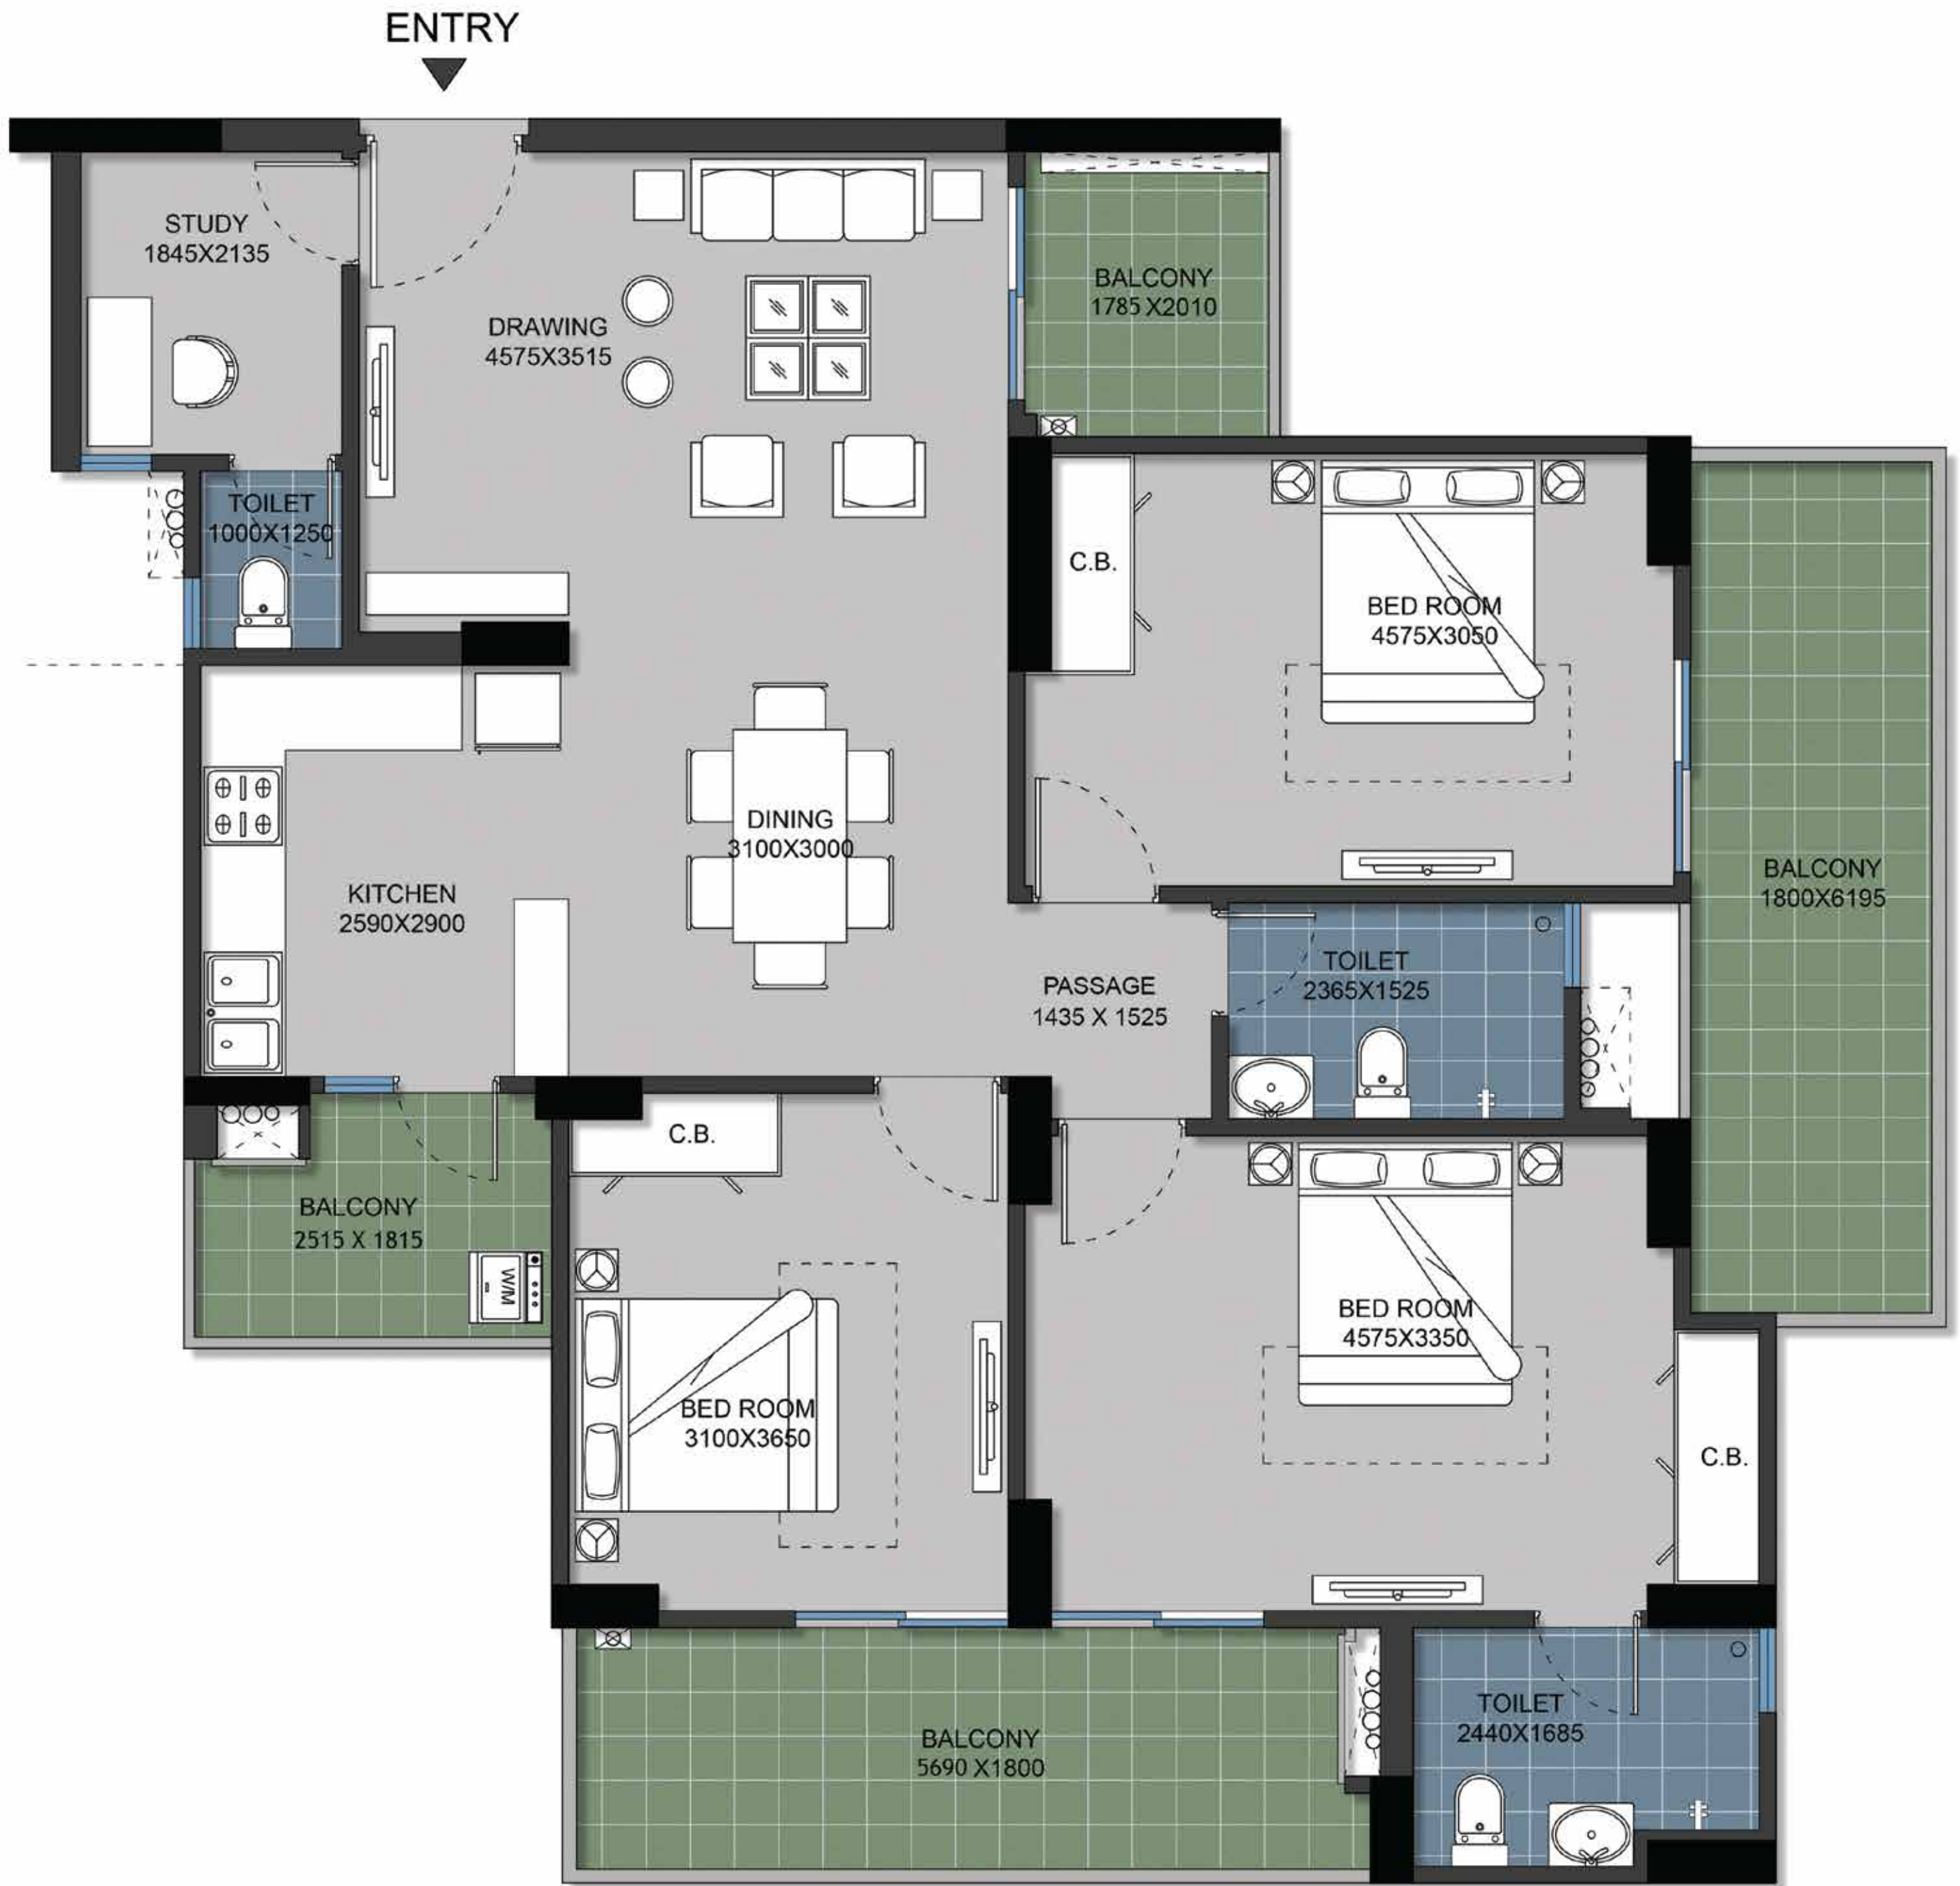 ENTRY
STUDY
1845X2135
DRAWING
4575X3515
BALCONY
1785 X2010
TOILET
1000X1250
C.B.
BED ROOM
4575X3050
DINING
3100X3000
KITCHEN
2590X2900
BALCONY
1800X6195
PASSAGE
1435 X 1525
TOILET
2365X1525
C.B.
BALCONY
2515 X 1815
W/M
BED ROOM
3100X3650
BED ROOM
4575X3350
C.B.
BALCONY
5690 X1800
TOILET
2440X1685